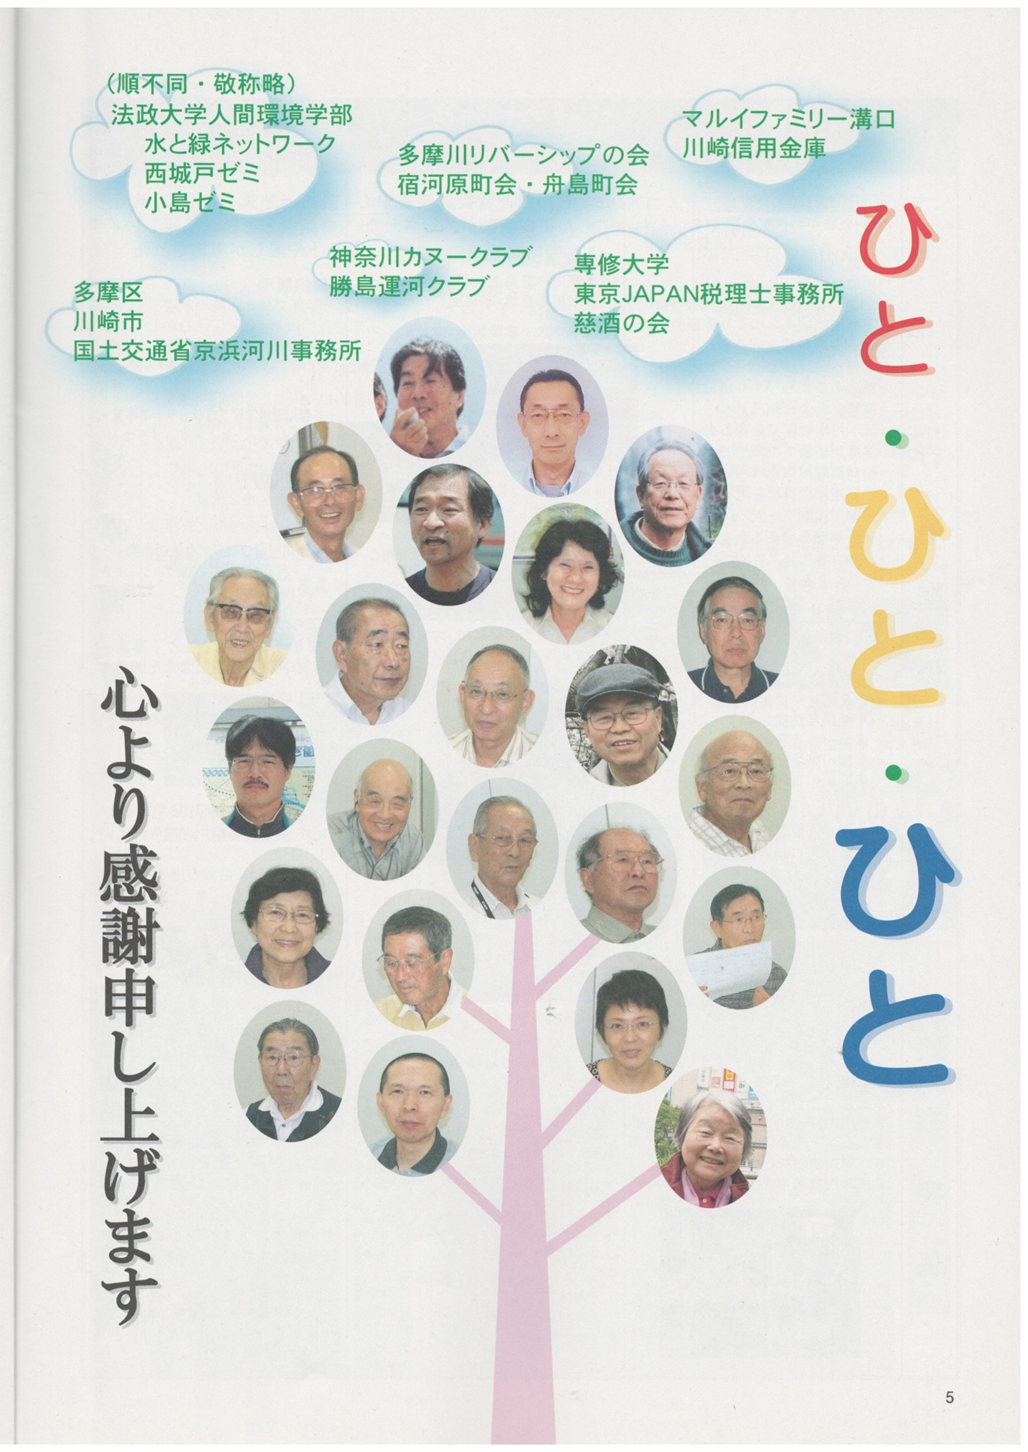 ひと・ひと・ひと
(順不同・敬称略)
法政大学人間環境学部
水と緑ネットワーク
西城戸ゼミ
小島ゼミ
多摩川リバーシップの会
宿河原町会・舟島町会
マルイファミリー溝口
川崎信用金庫
神奈川カヌークラブ
勝島運河クラブ
専修大学
東京JAPAN税理士事務所
慈酒の会
多摩区
川崎市
国土交通省京浜河川事務所
心より感謝申し上げます
5